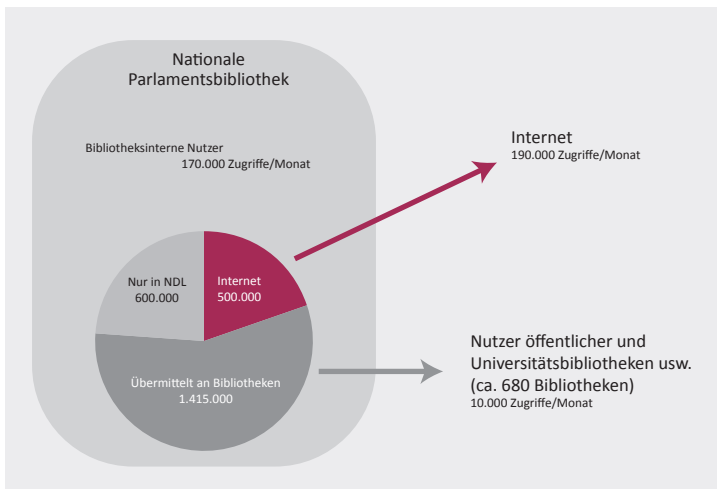 Nationale
Parlamentsbibliothek
Bibliotheksinterne Nutzer
170.000 Zugriffe/Monat
Internet
190.000 Zugriffe/Monat
Nur in NDL
600.000
Internet
500.000
Übermittelt an Bibliotheken
1.415.000
Nutzer öffentlicher und
Universitätsbibliotheken usw.
(ca. 680 Bibliotheken)
10.000 Zugriffe/Monat